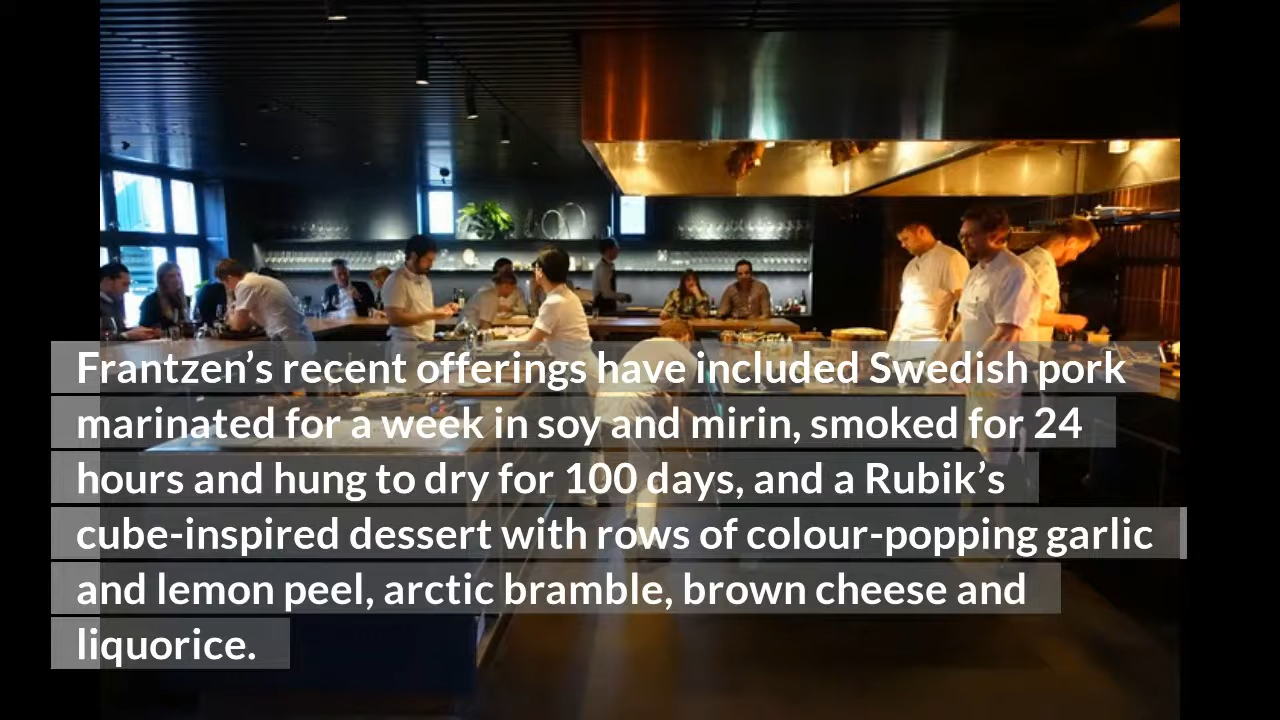 Frantzen’s recent offerings have included Swedish pork
marinated for a week in soy and mirin, smoked for 24
hours and hung to dry for 100 days, and a Rubik’s
cube-inspired dessert with rows of colour-popping garlic
and lemon peel, arctic bramble, brown cheese and
liquorice.